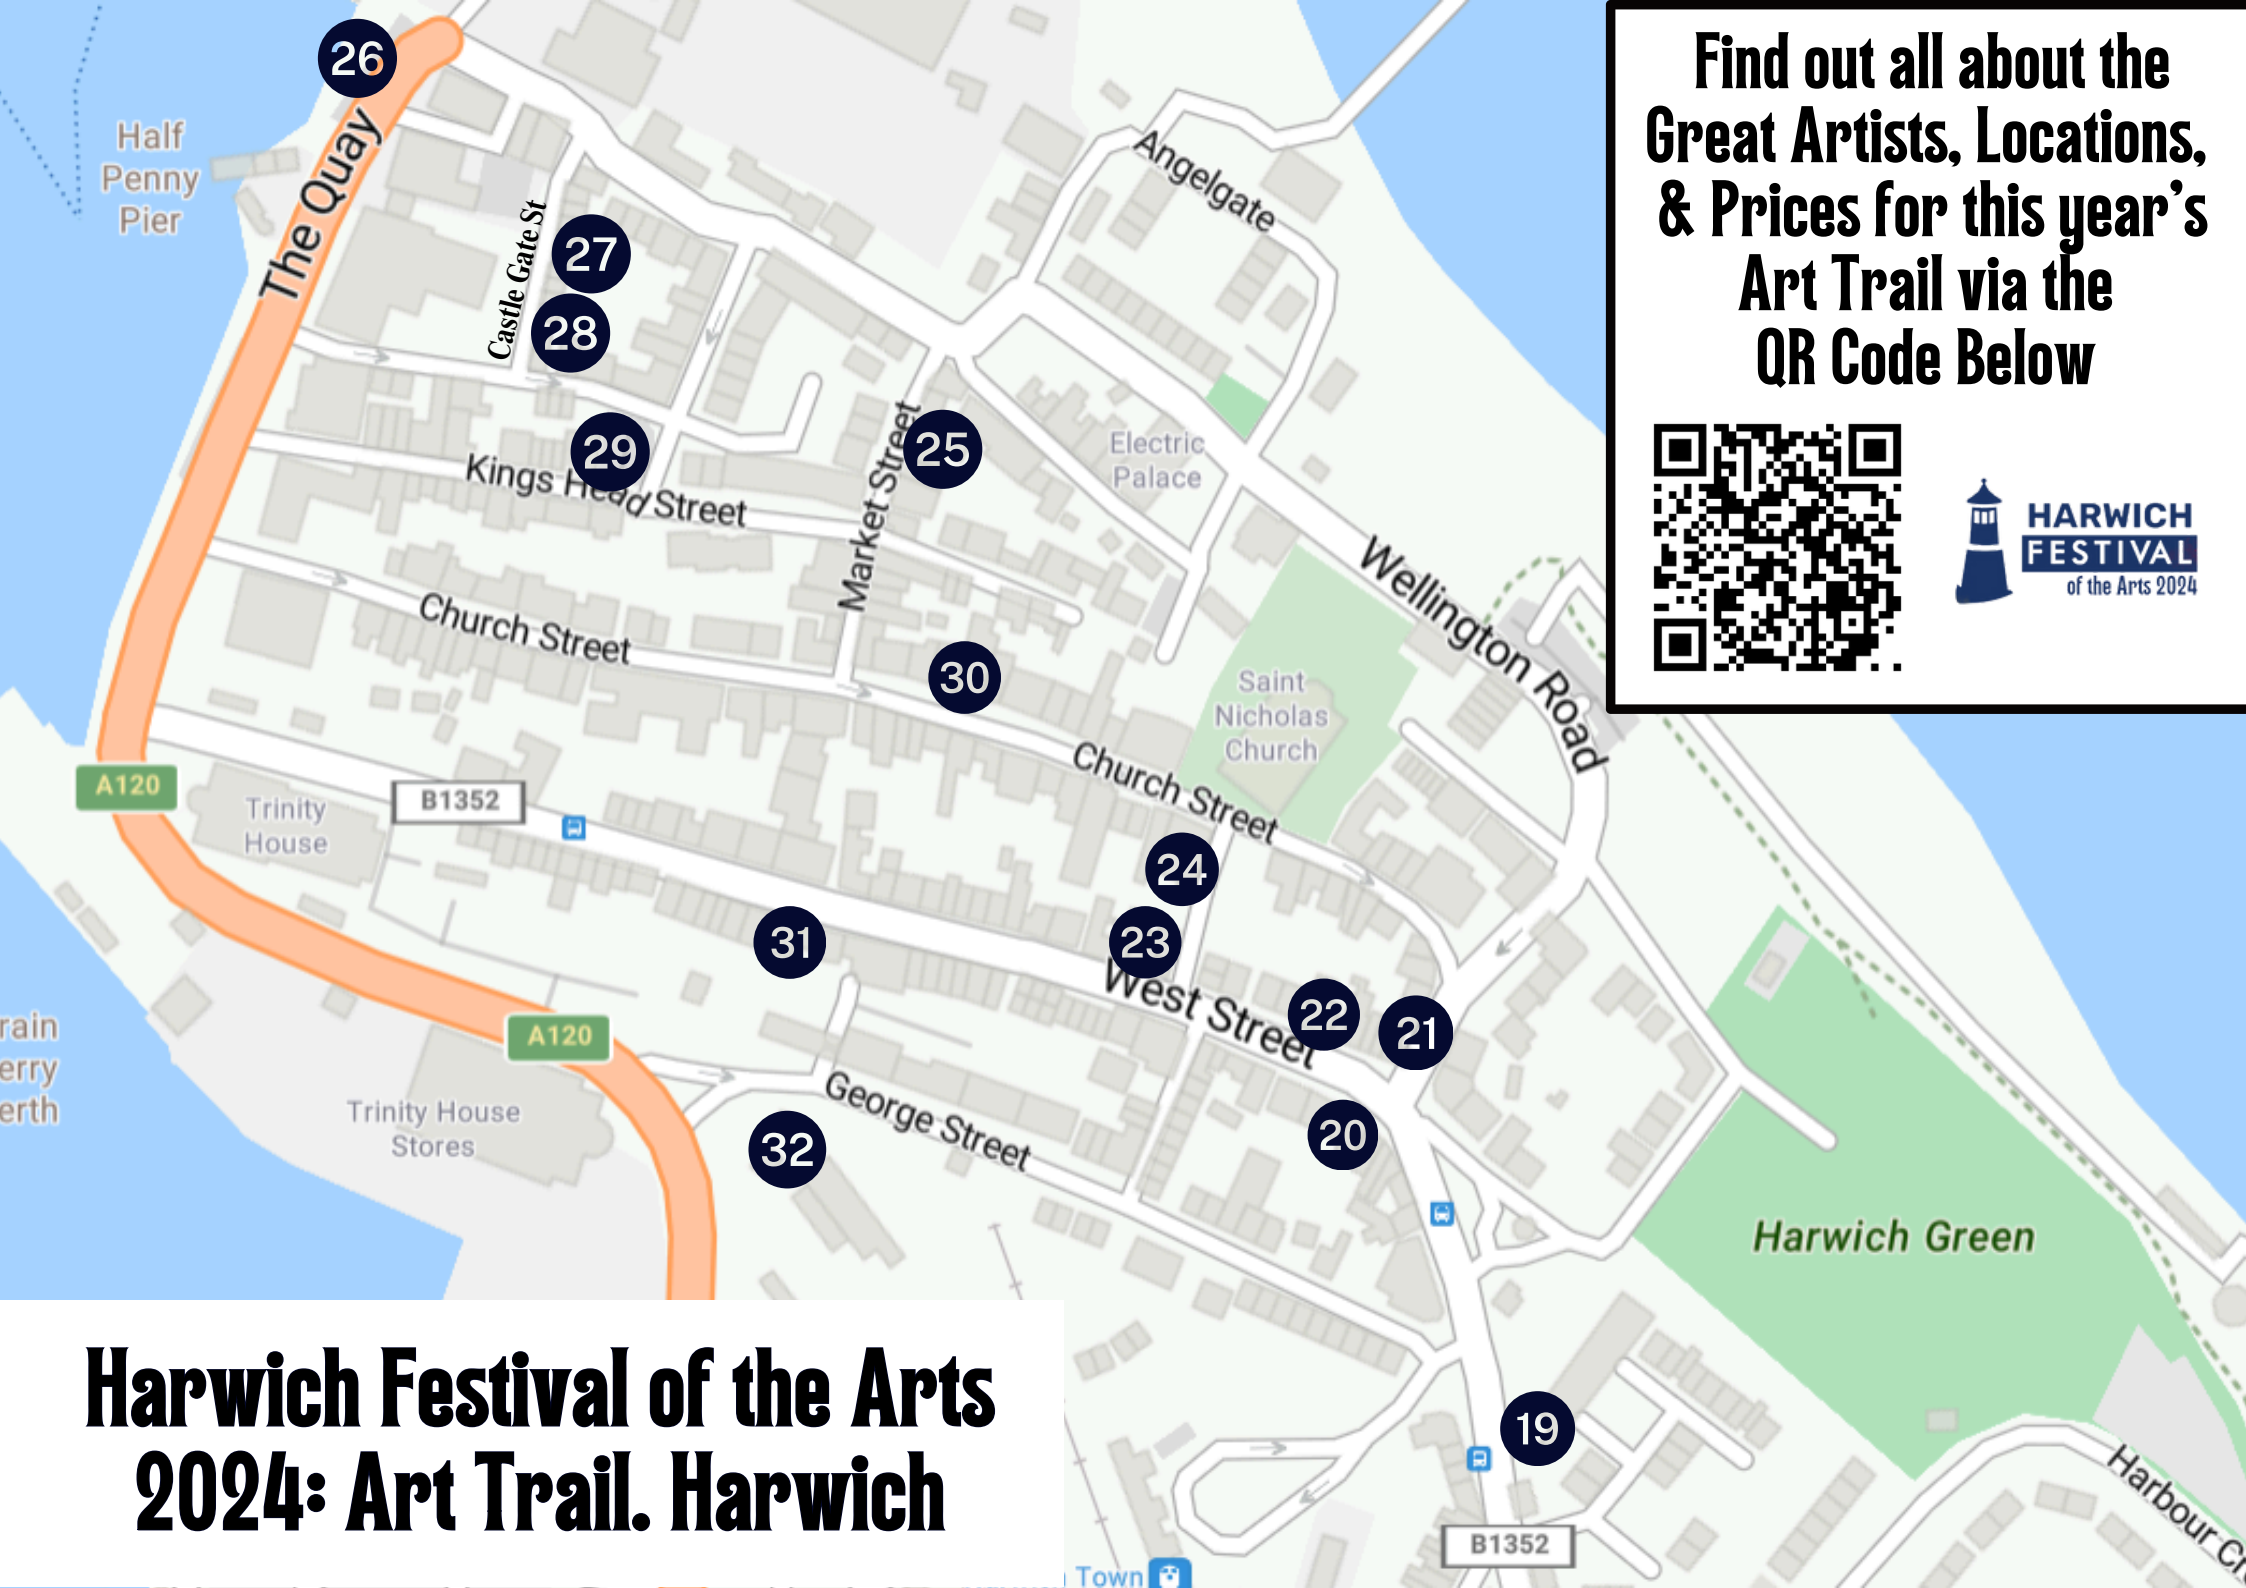 Find out all about the
Great Artists, Locations,
& Prices for this year's
Art Trail via the
QR Code Below
HARWICH
FESTIVAL
of the Arts 2024
26
The Quay
Half
Penny
Pier
Castle Gate St
27
28
29
Kings Head Street
Market Street
25
Angelgate
Electric
Palace
Wellington Road
Church Street
30
Saint
Nicholas
Church
Church Street
A120
Trinity
House
B1352
24
23
31
West Street
22
21
20
A120
Trinity House
Stores
George Street
32
Harwich Green
19
B1352
Town
Harbour
Harwich Festival of the Arts
2024: Art Trail. Harwich